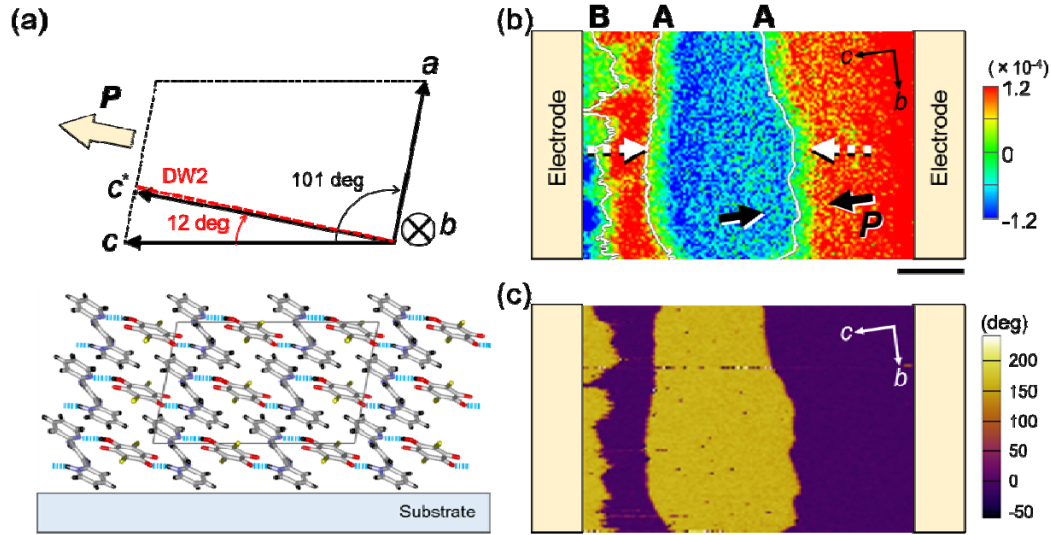 (a)
a
P
c*
DW2
101 deg
12 deg
b
c
Substrate
(b)
B A A
Electrode
c
b
P
Electrode
(× 10⁻⁴)
1.2
0
-1.2
(c)
c
b
(deg)
200
150
100
50
0
-50